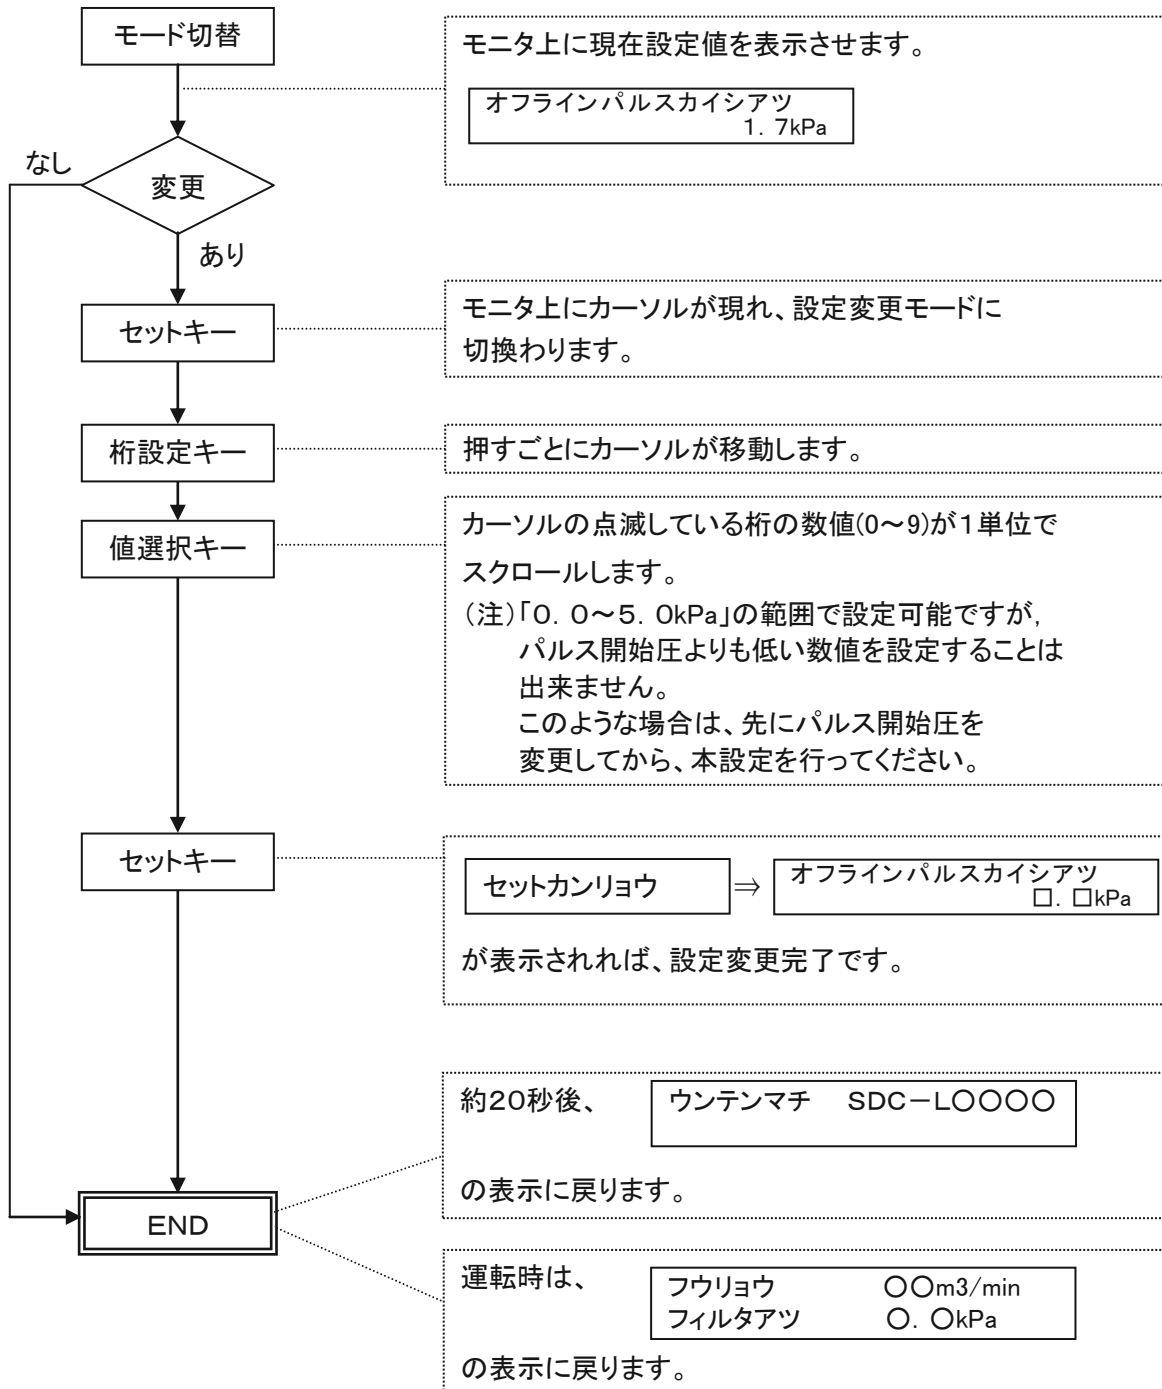 モード切替
モニタ上に現在設定値を表示させます。
オフラインパルスカイシアツ
1．7kPa
なし
変更
あり
セットキー
モニタ上にカーソルが現れ、設定変更モードに
切換わります。
桁設定キー
押すごとにカーソルが移動します。
値選択キー
カーソルの点滅している桁の数値(0～9)が１単位で
スクロールします。
（注）「０．０～５．０kPa」の範囲で設定可能ですが，
パルス開始圧よりも低い数値を設定することは
出来ません。
このような場合は、先にパルス開始圧を
変更してから、本設定を行ってください。
セットキー
セットカンリョウ
⇒
オフラインパルスカイシアツ
□．□kPa
が表示されれば、設定変更完了です。
約２０秒後、
ウンテンマチ　ＳＤＣ－Ｌ〇〇〇〇
の表示に戻ります。
ＥＮＤ
運転時は、
フウリョウ　〇〇m3/min
フィルタアツ　〇．〇kPa
の表示に戻ります。